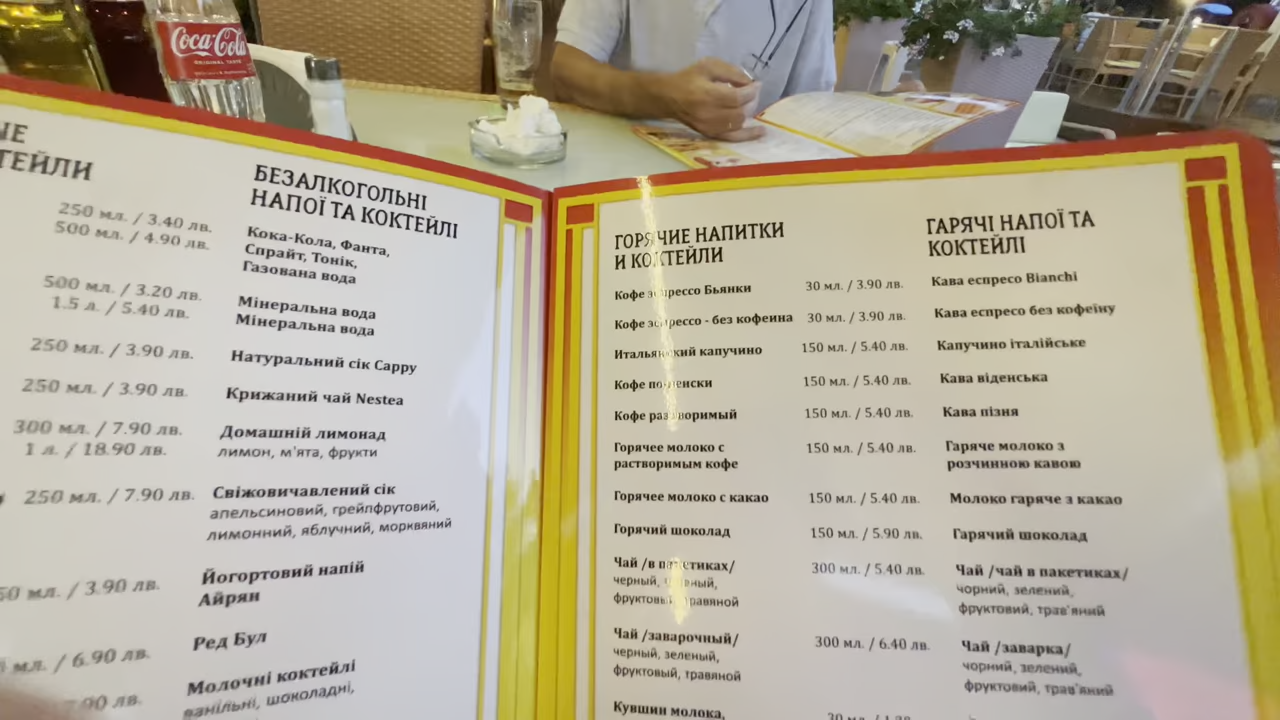 Coca-Cola
ORIGINAL TASTE
ТЕЙЛИ
250 мл. / 3.40 лв.
500 мл. / 4.90 лв.
500 мл. / 3.20 лв.
1.5 л. / 5.40 лв.
250 мл. / 3.90 лв.
250 мл. / 3.90 лв.
300 мл. / 7.90 лв.
1 л. / 18.90 лв.
250 мл. / 7.90 лв.
мл. / 3.90 лв.
мл. / 6.90 лв.
лв.
БЕЗАЛКОГОЛЬНІ
НАПОЇ ТА КОКТЕЙЛІ
Кока-Кола, Фанта,
Спрайт, Тонік,
Газована вода
Мінеральна вода
Мінеральна вода
Натуральний сік Cappy
Крижаний чай Nestea
Домашній лимонад
лимон, м'ята, фрукти
Свіжовичавлений сік
апельсиновий, грейпфрутовий,
лимонний, яблучний, морквяний
Йогортовий напій
Айрян
Ред Бул
Молочні коктейлі
ванільні, шоколадні,
ГОРЯЧИЕ НАПИТКИ
И КОКТЕЙЛИ
Кофе эспрессо Бьянки 30 мл. / 3.90 лв.
Кофе эспрессо - без кофеина 30 мл. / 3.90 лв.
Итальянский капучино 150 мл. / 5.40 лв.
Кофе по-венски 150 мл. / 5.40 лв.
Кофе растворимый 150 мл. / 5.40 лв.
Горячее молоко с 150 мл. / 5.40 лв.
растворимым кофе
Горячее молоко с какао 150 мл. / 5.40 лв.
Горячий шоколад 150 мл. / 5.90 лв.
Чай /в пакетиках/ 300 мл. / 5.40 лв.
черный, зеленый,
фруктовый, травяной
Чай /заварочный/ 300 мл. / 6.40 лв.
черный, зеленый,
фруктовый, травяной
Кувшин молока,
ГАРЯЧІ НАПОЇ ТА
КОКТЕЙЛІ
Кава еспресо Bianchi
Кава еспресо без кофеїну
Капучино італійське
Кава віденська
Кава пізня
Гаряче молоко з
розчинною кавою
Молоко гаряче з какао
Гарячий шоколад
Чай /чай в пакетиках/
чорний, зелений,
фруктовий, трав'яний
Чай /заварка/
чорний, зелений,
фруктовий, трав'яний